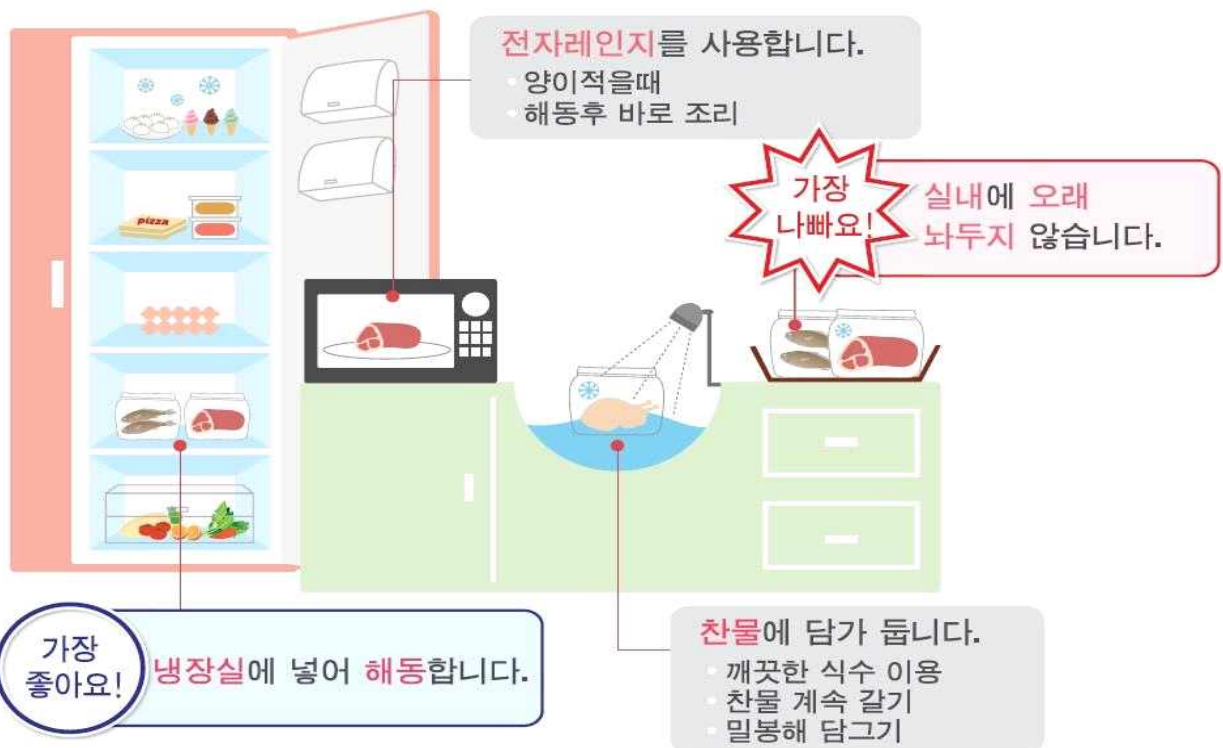 전자레인지를 사용합니다.
양이적을때
해동후 바로 조리
가장
나빠요!
실내에 오래
놔두지 않습니다.
pizza
가장
좋아요!
냉장실에 넣어 해동합니다.
찬물에 담가 둡니다.
깨끗한 식수 이용
찬물 계속 갈기
밀봉해 담그기